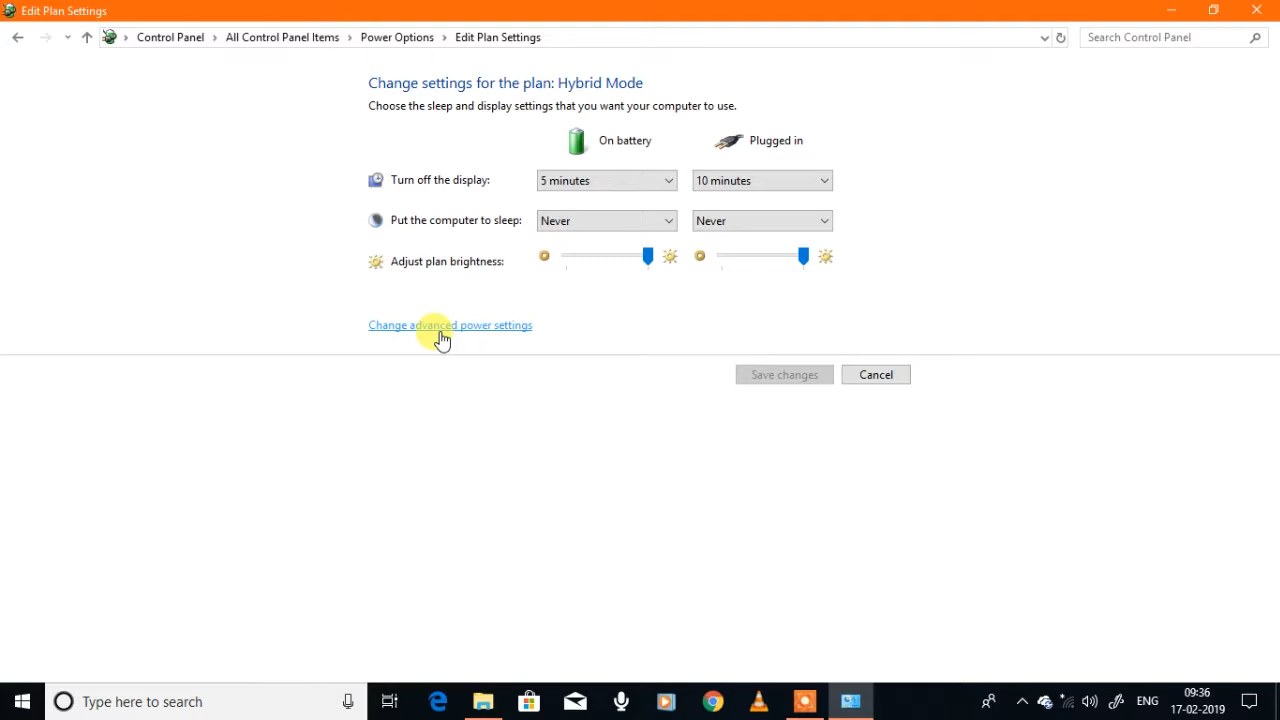 Edit Plan Settings
Control Panel > All Control Panel Items > Power Options > Edit Plan Settings
Search Control Panel
Change settings for the plan: Hybrid Mode
Choose the sleep and display settings that you want your computer to use.
On battery Plugged in
Turn off the display: 5 minutes 10 minutes
Put the computer to sleep: Never Never
Adjust plan brightness:
Change advanced power settings
Save changes Cancel
Type here to search
ENG
09:36
17-02-2019